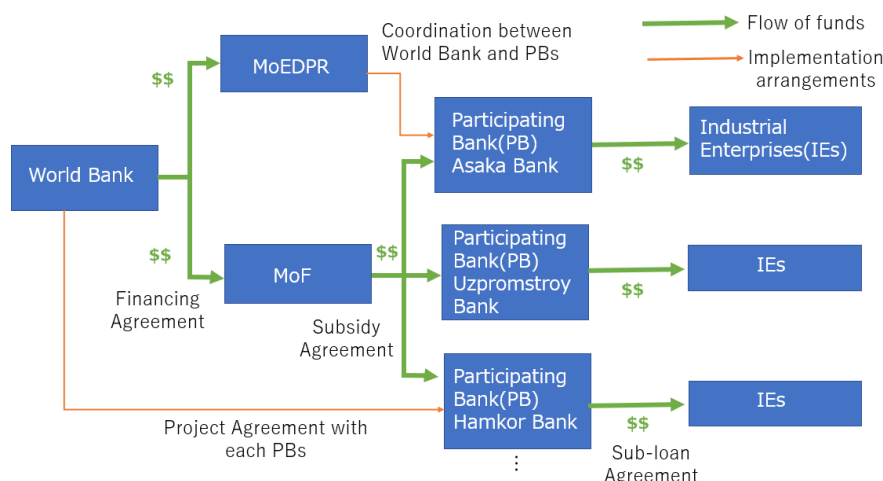 Coordination between
World Bank and PBs
Flow of funds
Implementation
arrangements
$$
MoEDPR
Participating
Bank(PB)
Asaka Bank
$$
Industrial
Enterprises(IEs)
World Bank
$$
MoF
$$
Participating
Bank(PB)
Uzpromstroy
Bank
$$
IEs
Financing
Agreement
Subsidy
Agreement
Participating
Bank(PB)
Hamkor Bank
$$
IEs
Project Agreement with
each PBs
Sub-loan
Agreement
⋮